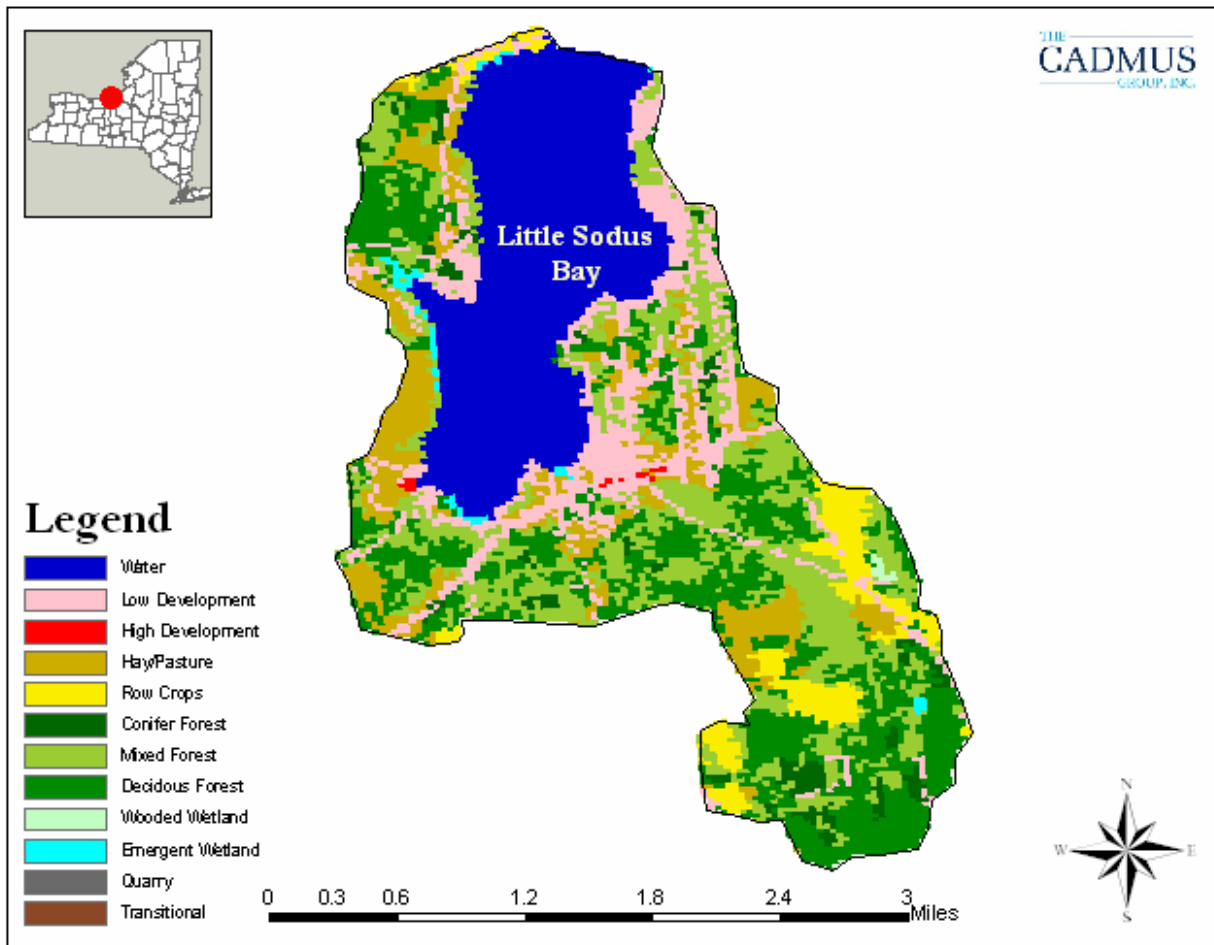 THE
CADMUS
GROUP, INC.
Little Sodus
Bay
Legend
Water
Low Development
High Development
Hay/Pasture
Row Crops
Conifer Forest
Mixed Forest
Decidous Forest
Wooded Wetland
Emergent Wetland
Quarry
Transitional
N
W E
S
0 0.3 0.6 1.2 1.8 2.4 3
Miles